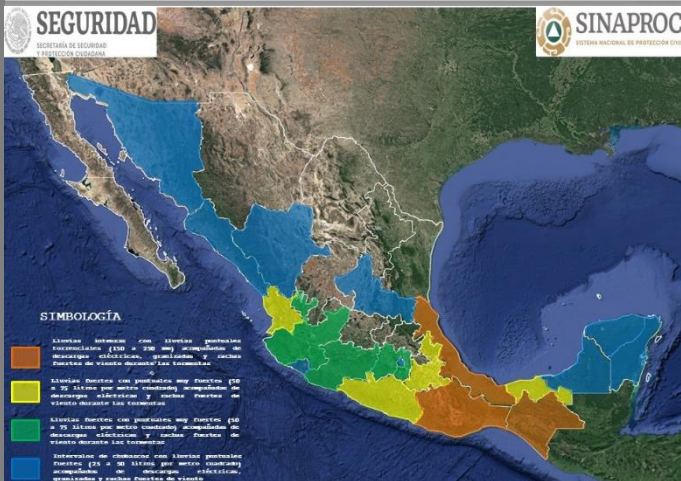 SEGURIDAD
SECRETARÍA DE SEGURIDAD
Y PROTECCIÓN CIUDADANA
SINAPROC
SISTEMA NACIONAL DE PROTECCIÓN CIVIL
SIMBOLOGÍA
Lluvias intensas con lluvias puntuales
torrenciales (150 a 250 mm) acompañadas de
descargas eléctricas, granizadas y rachas
fuertes de viento durante las tormentas
Lluvias fuertes con puntuales muy fuertes (50
a 75 litros por metro cuadrado) acompañadas de
descargas eléctricas y rachas fuertes de
viento durante las tormentas
Lluvias fuertes con puntuales muy fuertes (50
a 75 litros por metro cuadrado) acompañadas de
descargas eléctricas y rachas fuertes de
viento durante las tormentas
Intervalos de chubascos con lluvias puntuales
fuertes (25 a 50 litros por metro cuadrado)
acompañadas de descargas eléctricas,
granizadas y rachas fuertes de viento